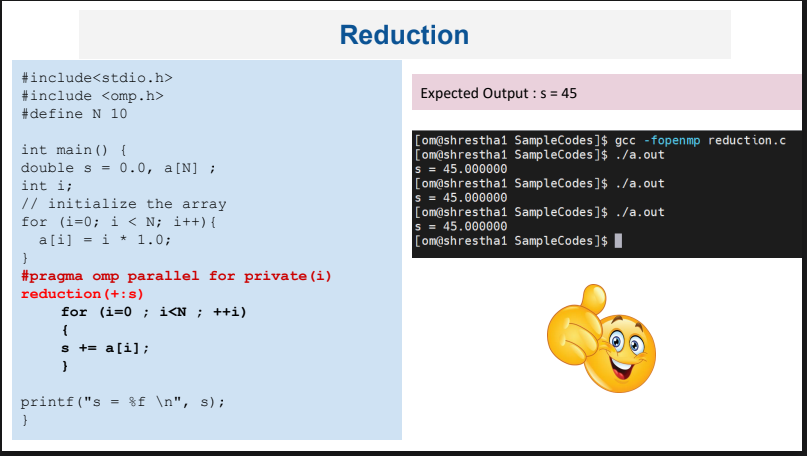 Reduction
#include<stdio.h>
#include <omp.h>
#define N 10
int main() {
double s = 0.0, a[N] ;
int i;
// initialize the array
for (i=0; i < N; i++){
a[i] = i * 1.0;
}
#pragma omp parallel for private(i)
reduction(+:s)
for (i=0 ; i<N ; ++i)
{
s += a[i];
}
printf("s = %f \n", s);
}
Expected Output : s = 45
[om@shrestha1 SampleCodes]$ gcc -fopenmp reduction.c
[om@shrestha1 SampleCodes]$ ./a.out
s = 45.000000
[om@shrestha1 SampleCodes]$ ./a.out
s = 45.000000
[om@shrestha1 SampleCodes]$ ./a.out
s = 45.000000
[om@shrestha1 SampleCodes]$